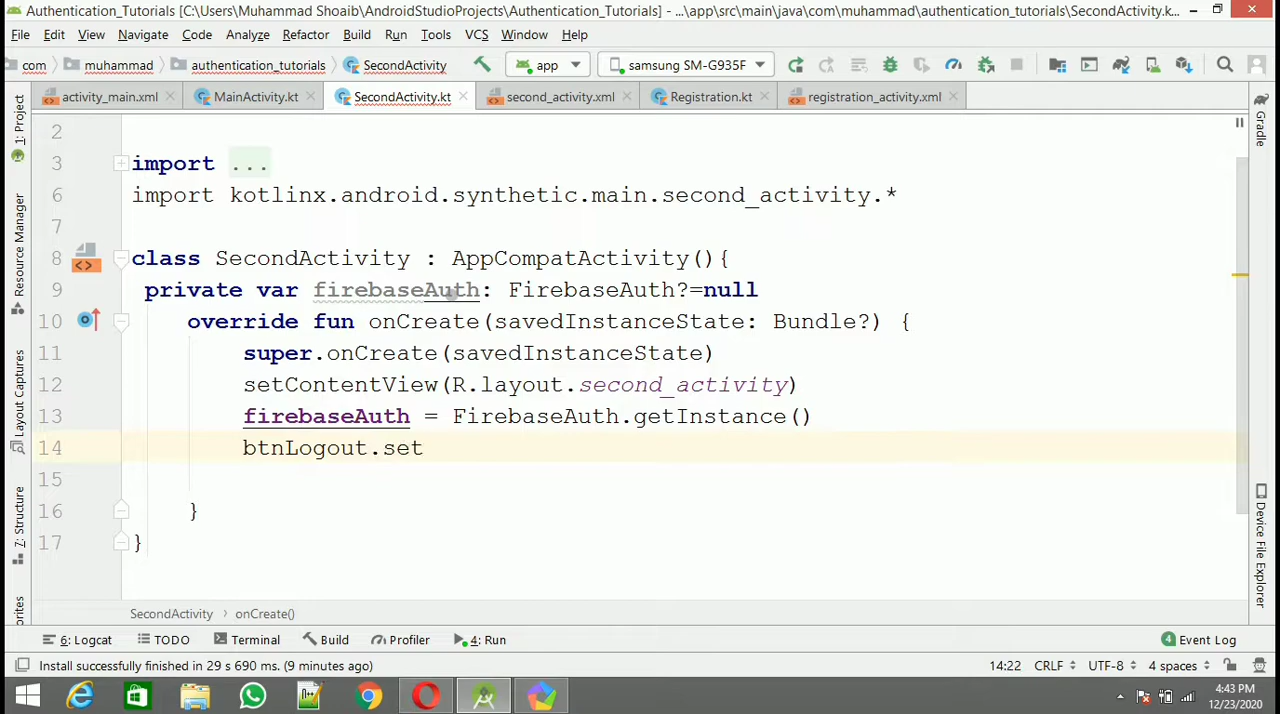 Authentication_Tutorials [C:\Users\Muhammad Shoaib\AndroidStudioProjects\Authentication_Tutorials] - ...\app\src\main\java\com\muhammad\authentication_tutorials\SecondActivity.k...
File Edit View Navigate Code Analyze Refactor Build Run Tools VCS Window Help
com muhammad authentication_tutorials SecondActivity app samsung SM-G935F
activity_main.xml MainActivity.kt SecondActivity.kt second_activity.xml Registration.kt registration_activity.xml
1: Project
Resource Manager
Layout Captures
7: Structure
orites
2
3 import ...
6 import kotlinx.android.synthetic.main.second_activity.*
7
8 class SecondActivity : AppCompatActivity(){
9 private var firebaseAuth: FirebaseAuth?=null
10 override fun onCreate(savedInstanceState: Bundle?) {
11 super.onCreate(savedInstanceState)
12 setContentView(R.layout.second_activity)
13 firebaseAuth = FirebaseAuth.getInstance()
14 btnLogout.set
15
16 }
17 }
Gradle
Device File Explorer
SecondActivity › onCreate()
6: Logcat TODO Terminal Build Profiler 4: Run 4 Event Log
Install successfully finished in 29 s 690 ms. (9 minutes ago) 14:22 CRLF UTF-8 4 spaces
4:43 PM
12/23/2020